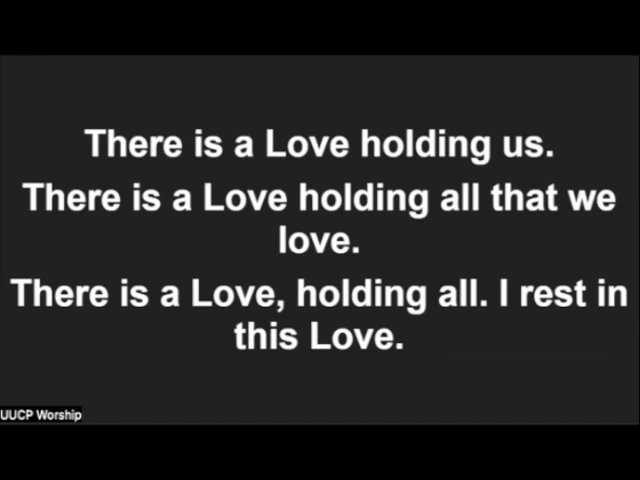 There is a Love holding us.
There is a Love holding all that we
love.
There is a Love, holding all. I rest in
this Love.
UUCP Worship